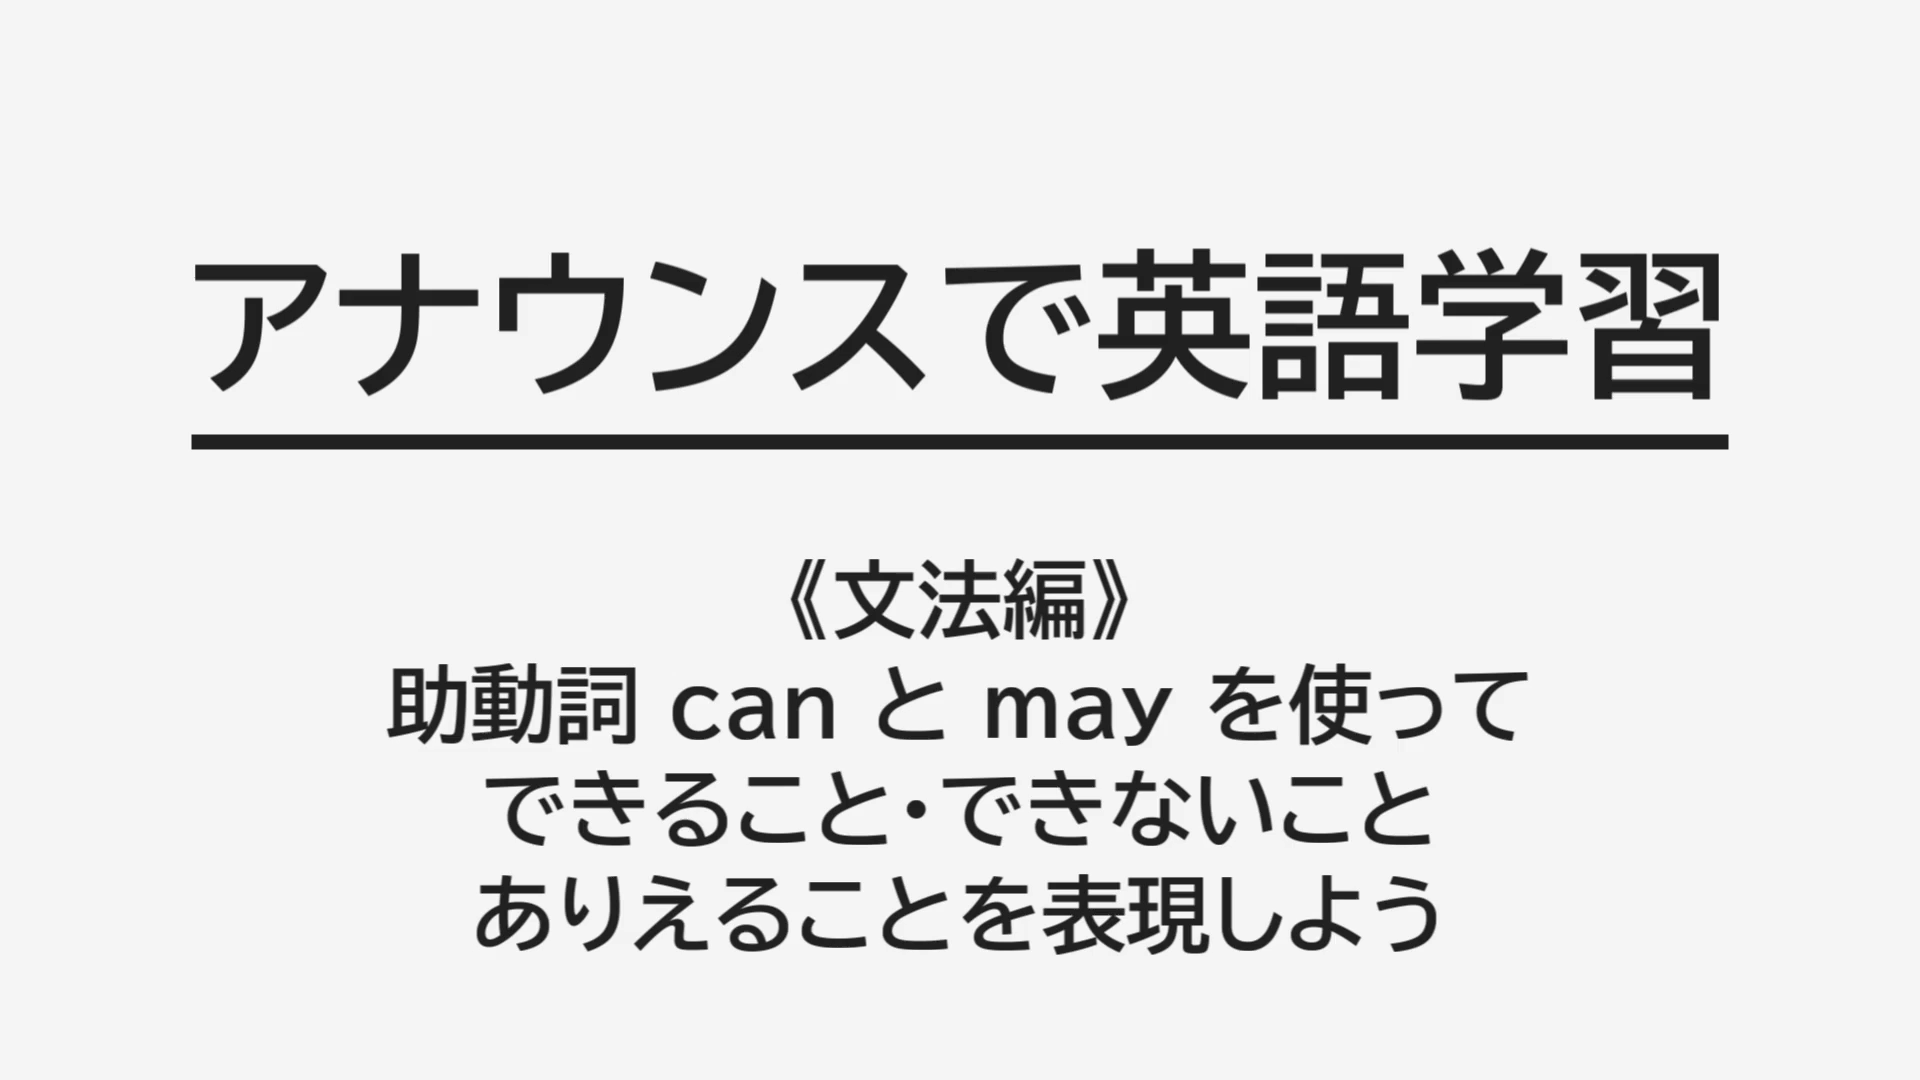 アナウンスで英語学習
《文法編》
助動詞 can と may を使って
できること・できないこと
ありえることを表現しよう